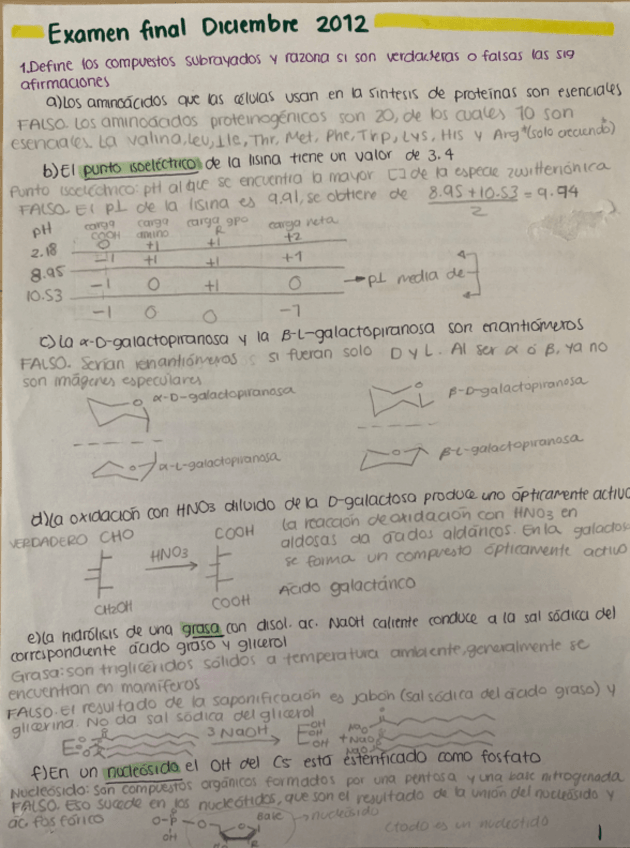 Examen final Diciembre 2012
1. Define los compuestos subrayados y razona si son verdaderas o falsas las sig
afirmaciones
a) Los aminoácidos que las células usan en la síntesis de proteínas son esenciales
FALSO. Los aminoácidos proteinogénicos son 20, de los cuales 10 son
esenciales. La valina, leu, Ile, Thr, Met, Phe, Trp, Lys, His y Arg* (solo creciendo)
b) El punto isoeléctrico de la lisina tiene un valor de 3.4
Punto isoeléctrico: pH al que se encuentra la mayor [ ] de la especie zwitteriónica
FALSO. El pI de la lisina es 9.91, se obtiene de 8.95 + 10.53 / 2 = 9.94
pH carga COOH carga amino carga gpo R carga neta
0 +1 +1 +2
2.18
-1 +1 +1 +1
8.95
-1 0 +1 0 → pI media de
10.53
-1 0 0 -1
c) La α-D-galactopiranosa y la β-L-galactopiranosa son enantiómeros
FALSO. Serían enantiómeros si fueran solo D y L. Al ser α o β, ya no
son imágenes especulares
O α-D-galactopiranosa
O β-D-galactopiranosa
O α-L-galactopiranosa
O β-L-galactopiranosa
d) La oxidación con HNO3 diluido de la D-galactosa produce uno ópticamente activo
VERDADERO CHO HNO3 COOH
La reacción de oxidación con HNO3 en
aldosas da ácidos aldáricos. En la galactosa
se forma un compuesto ópticamente activo
Ácido galactárico
CH2OH COOH
e) La hidrólisis de una grasa con disol. ac. NaOH caliente conduce a la sal sódica del
correspondiente ácido graso y glicerol
Grasa: son triglicéridos sólidos a temperatura ambiente, generalmente se
encuentran en mamíferos
FALSO. El resultado de la saponificación es jabón (sal sódica del ácido graso) y
glicerina. No da sal sódica del glicerol
3 NaOH OH OH OH + NaO NaO NaO
f) En un nucleósido el OH del C5 está esterificado como fosfato
Nucleósido: son compuestos orgánicos formados por una pentosa y una base nitrogenada
FALSO. Eso sucede en los nucleótidos, que son el resultado de la unión del nucleósido y
ác. fosfórico
O-P-O- OH Base R nucleósido
(todo es un nucleótido
1